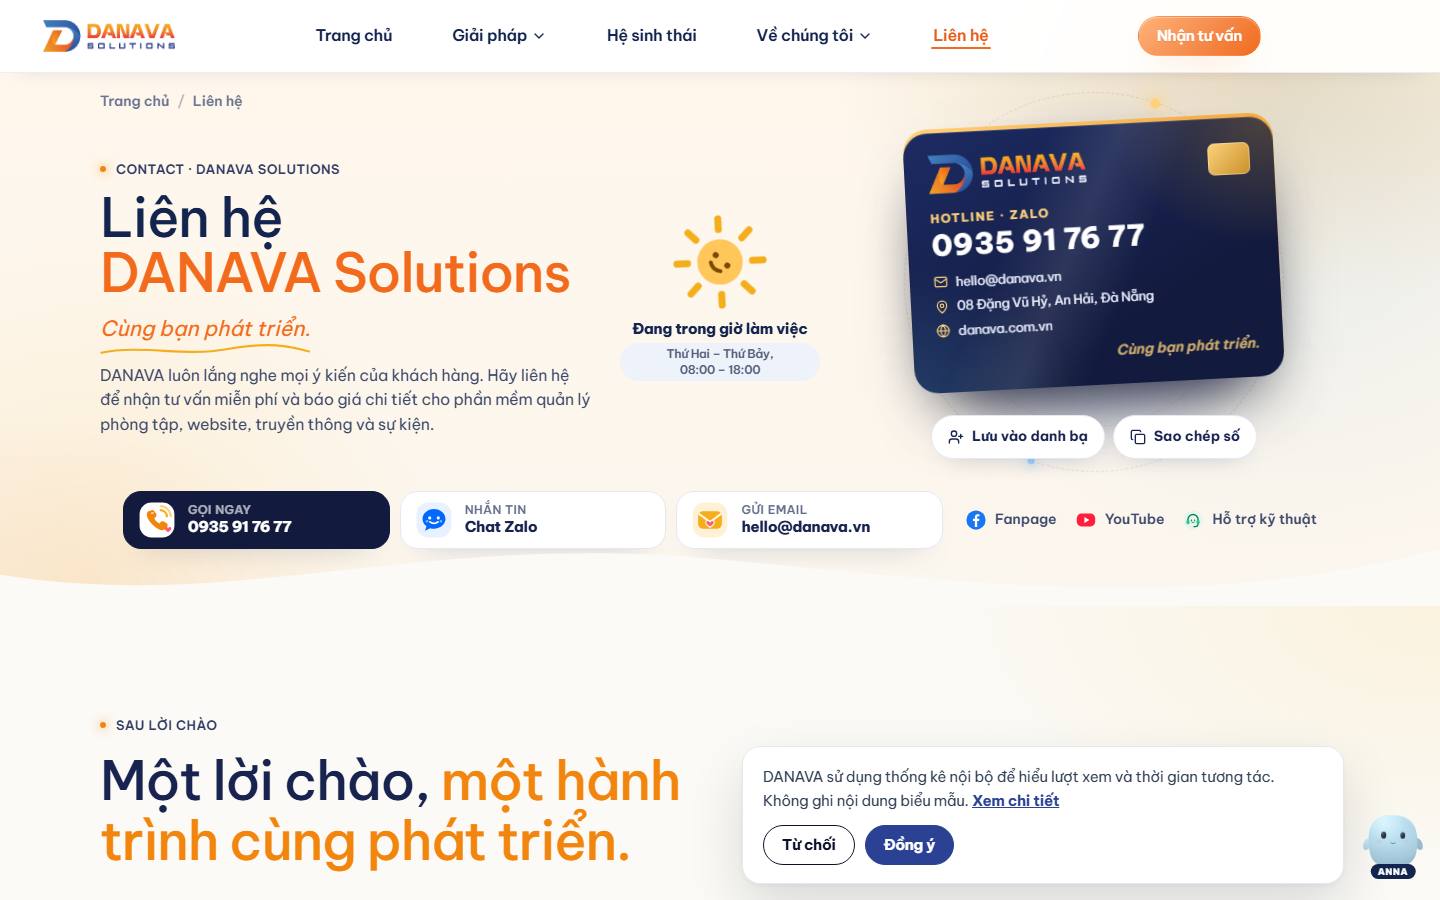 DANAVA
SOLUTIONS
Trang chủ
Giải pháp
Hệ sinh thái
Về chúng tôi
Liên hệ
Nhận tư vấn
Trang chủ / Liên hệ
CONTACT · DANAVA SOLUTIONS
Liên hệ
DANAVA Solutions
Cùng bạn phát triển.
DANAVA luôn lắng nghe mọi ý kiến của khách hàng. Hãy liên hệ
để nhận tư vấn miễn phí và báo giá chi tiết cho phần mềm quản lý
phòng tập, website, truyền thông và sự kiện.
Đang trong giờ làm việc
Thứ Hai – Thứ Bảy,
08:00 – 18:00
DANAVA
SOLUTIONS
HOTLINE · ZALO
0935 91 76 77
hello@danava.vn
08 Đặng Vũ Hỷ, An Hải, Đà Nẵng
danava.com.vn
Cùng bạn phát triển.
Lưu vào danh bạ
Sao chép số
GỌI NGAY
0935 91 76 77
NHẮN TIN
Chat Zalo
GỬI EMAIL
hello@danava.vn
Fanpage
YouTube
Hỗ trợ kỹ thuật
SAU LỜI CHÀO
Một lời chào, một hành
trình cùng phát triển.
DANAVA sử dụng thống kê nội bộ để hiểu lượt xem và thời gian tương tác.
Không ghi nội dung biểu mẫu. Xem chi tiết
Từ chối
Đồng ý
ANNA